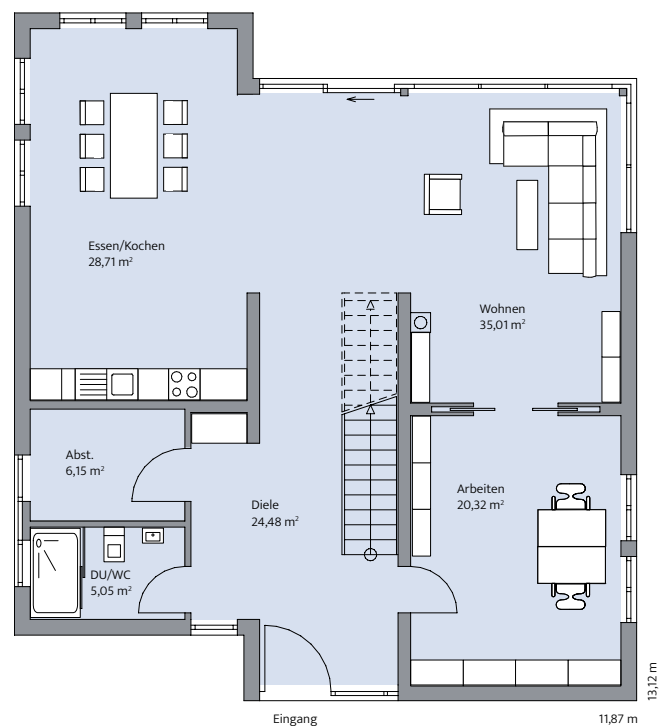 Essen/Kochen
28,71 m²
Wohnen
35,01 m²
Abst.
6,15 m²
Arbeiten
20,32 m²
Diele
24,48 m²
DU/WC
5,05 m²
13,12 m
Eingang
11,87 m